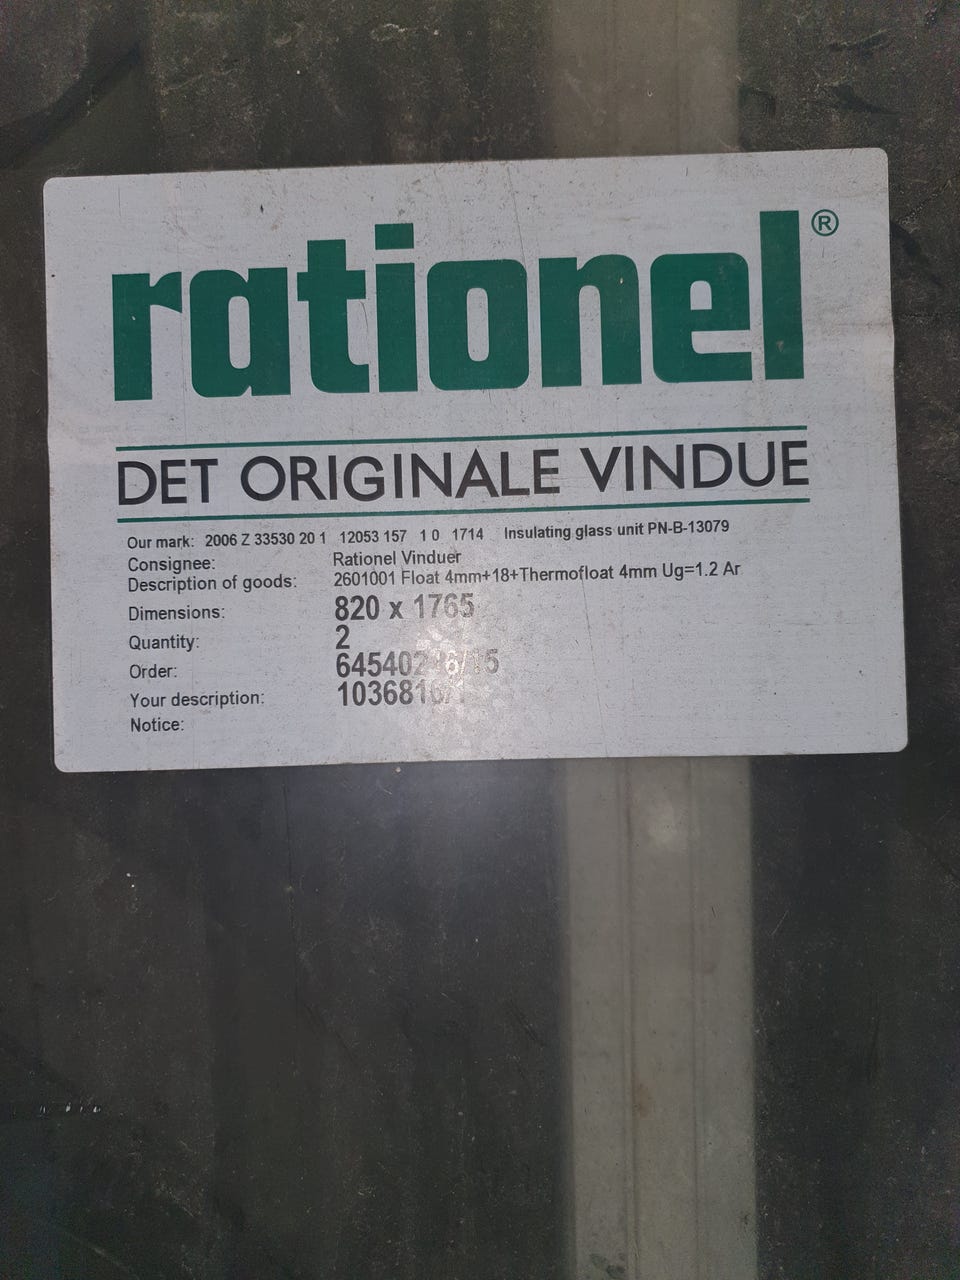 rationel®
DET ORIGINALE VINDUE
Our mark: 2006 Z 33530 20 1 12053 157 1 0 1714 Insulating glass unit PN-B-13079
Consignee: Rationel Vinduer
Description of goods: 2601001 Float 4mm+18+Thermofloat 4mm Ug=1.2 Ar
Dimensions: 820 x 1765
Quantity: 2
Order:
Your description:
Notice: